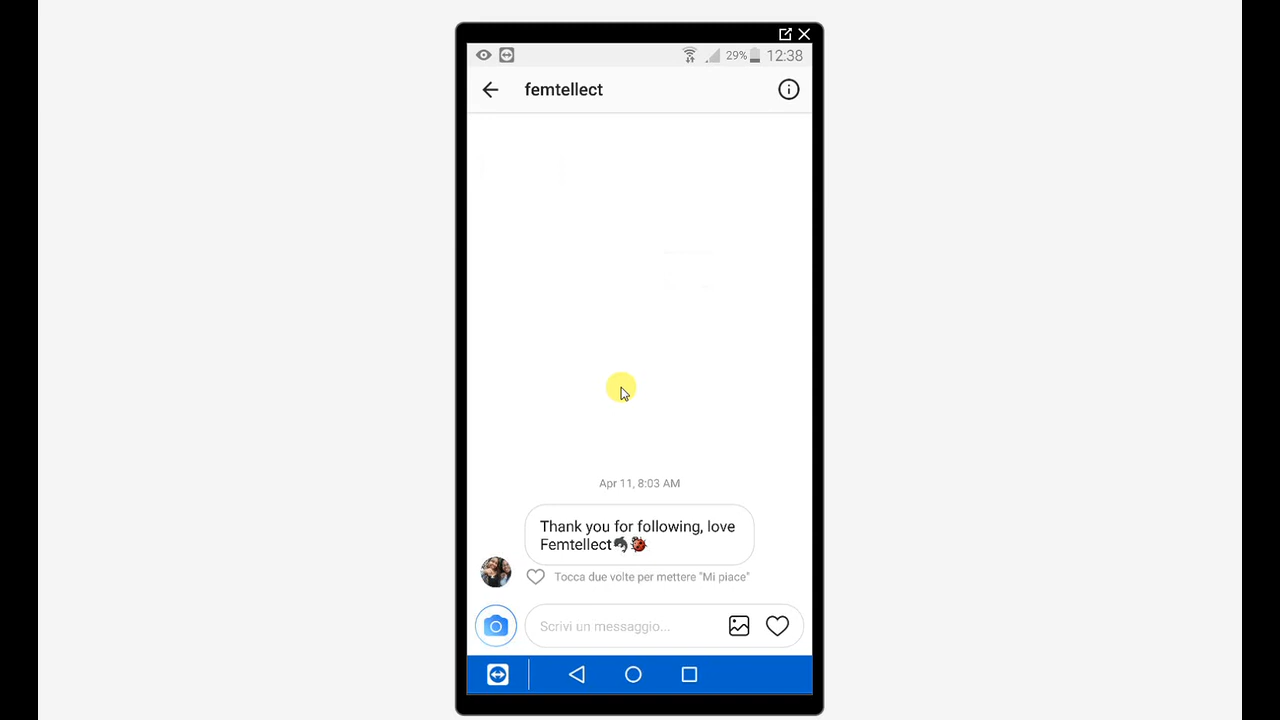 29% 12:38
femtellect
Apr 11, 8:03 AM
Thank you for following, love
Femtellect🐬🐞
Tocca due volte per mettere "Mi piace"
Scrivi un messaggio...